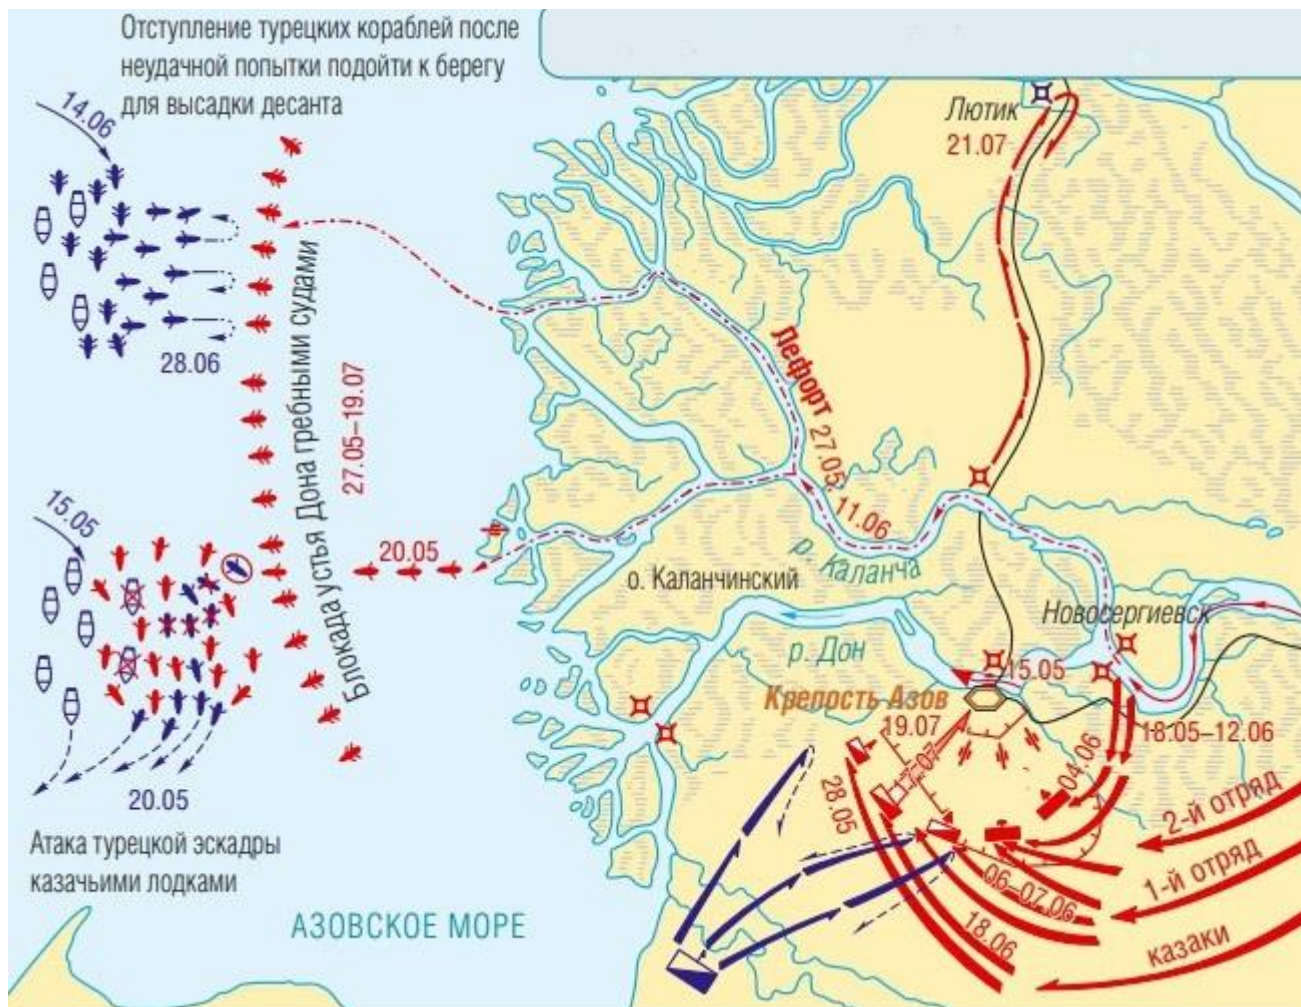 Отступление турецких кораблей после
неудачной попытки подойти к берегу
для высадки десанта
14.06
28.06
Блокада устья Дона гребными судами
27.05–19.07
15.05
20.05
20.05
Атака турецкой эскадры
казачьими лодками
АЗОВСКОЕ МОРЕ
Лютик
21.07
Лефорт
27.05, 11.06
р. Каланча
о. Каланчинский
Новосергиевск
р. Дон
15.05
Крепость Азов
19.07
17.07
18.05–12.06
04.06
28.05
2-й отряд
1-й отряд
06–07.06
18.06
казаки